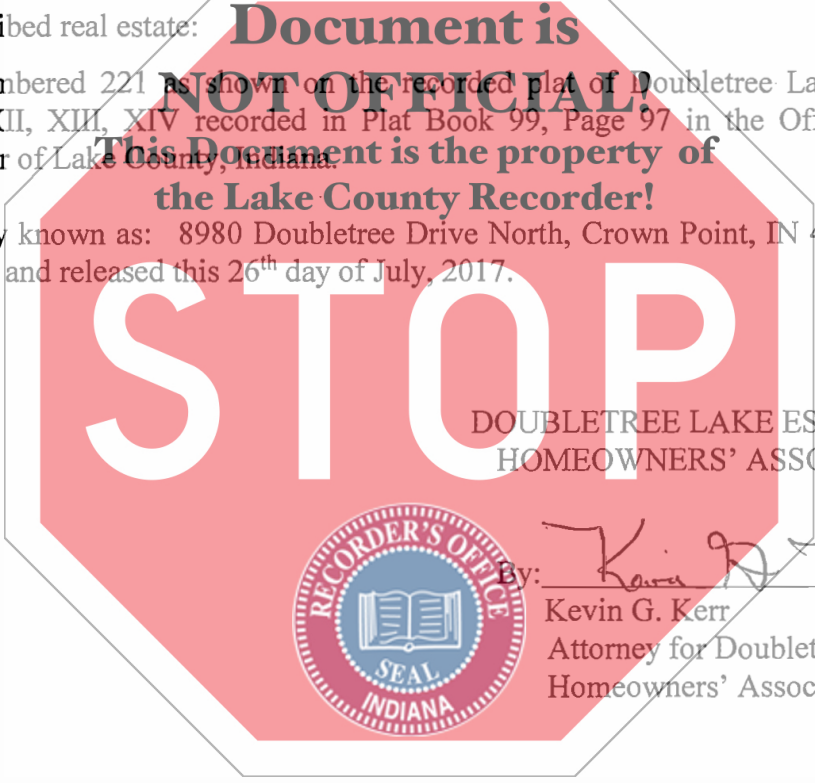 ibed real estate:
Document is
NOT OFFICIAL!
This Document is the property of
the Lake County Recorder!
mbered 221 as shown on the recorded plat of Doubletree La
II, XIII, XIV recorded in Plat Book 99, Page 97 in the Of
r of Lake County, Indiana.
y known as: 8980 Doubletree Drive North, Crown Point, IN 4
and released this 26th day of July, 2017.
STOP
DOUBLETREE LAKE ES
HOMEOWNERS' ASSO
RECORDER'S OFFICE
SEAL
INDIANA
By:
Kevin G. Kerr
Attorney for Doublet
Homeowners' Assoc